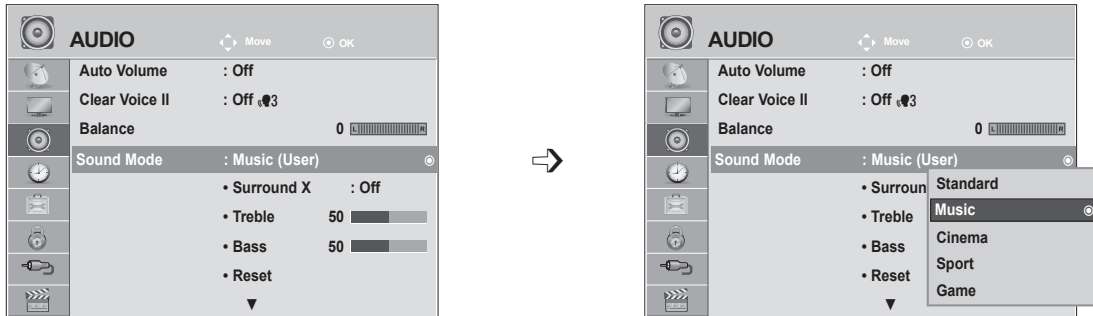 AUDIO Move OK
Auto Volume : Off
Clear Voice II : Off 3
Balance 0 L R
Sound Mode : Music (User)
• Surround X : Off
• Treble 50
• Bass 50
• Reset
▼
AUDIO Move OK
Auto Volume : Off
Clear Voice II : Off 3
Balance 0 L R
Sound Mode : Music (User)
• Surroun
• Treble
• Bass
• Reset
▼
Standard
Music
Cinema
Sport
Game